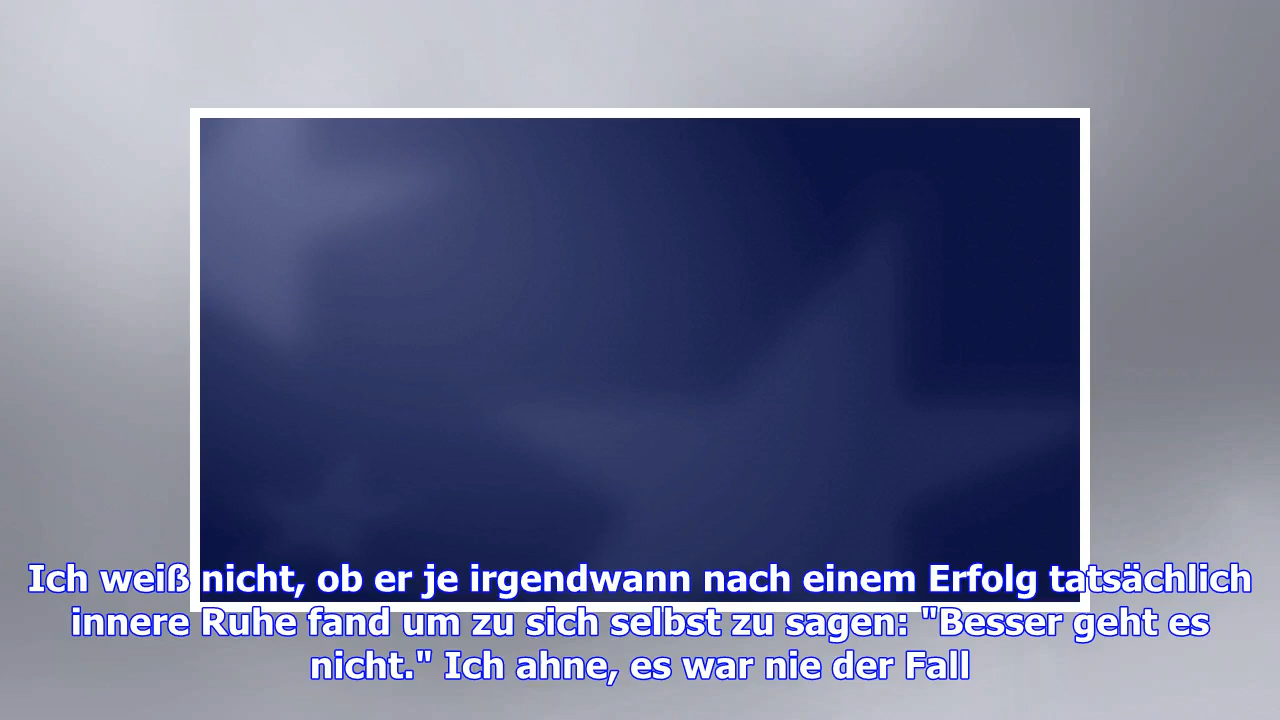 Ich weiß nicht, ob er je irgendwann nach einem Erfolg tatsächlich
innere Ruhe fand um zu sich selbst zu sagen: "Besser geht es
nicht." Ich ahne, es war nie der Fall